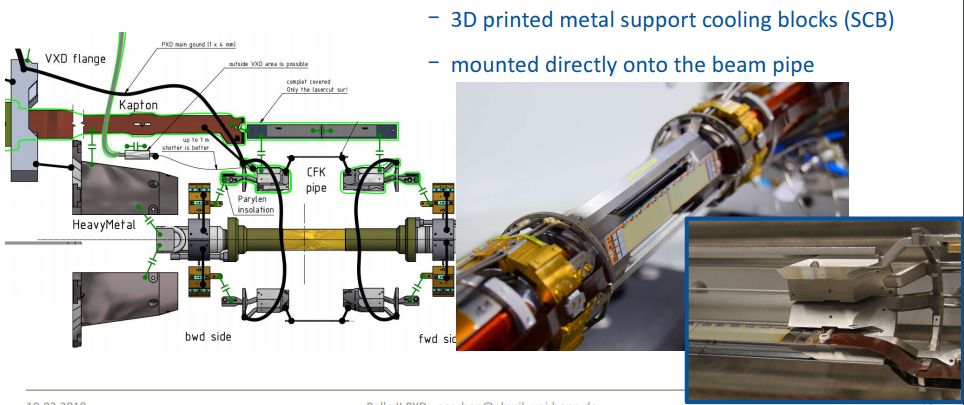 – 3D printed metal support cooling blocks (SCB)
– mounted directly onto the beam pipe
PXD main gound (1 x 4 mm)
VXD flange
outside VXD area is possible
complet covered
Only the lasercut surf
Kapton
up to 1 m
shorter is better
CFK
pipe
Parylen
insolation
HeavyMetal
bwd side
fwd sid